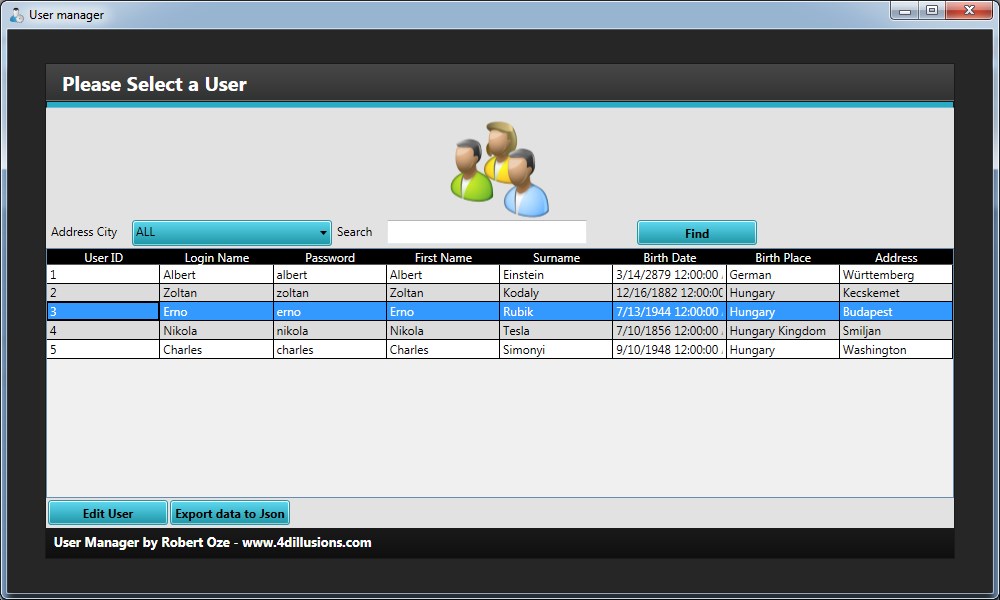 User manager
Please Select a User
Address City ALL Search Find
User ID Login Name Password First Name Surname Birth Date Birth Place Address
1 Albert albert Albert Einstein 3/14/2879 12:00:00 German Württemberg
2 Zoltan zoltan Zoltan Kodaly 12/16/1882 12:00:00 Hungary Kecskemet
3 Erno erno Erno Rubik 7/13/1944 12:00:00 Hungary Budapest
4 Nikola nikola Nikola Tesla 7/10/1856 12:00:00 Hungary Kingdom Smiljan
5 Charles charles Charles Simonyi 9/10/1948 12:00:00 Hungary Washington
Edit User Export data to Json
User Manager by Robert Oze - www.4dillusions.com